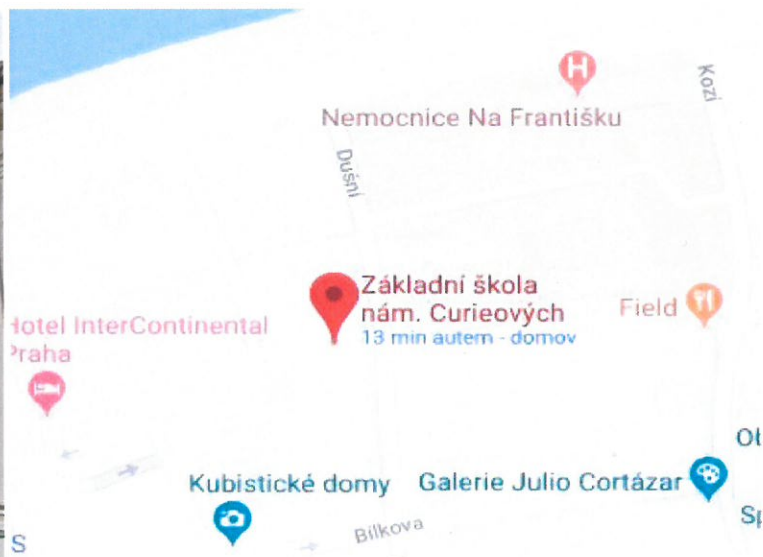 Kozí
Nemocnice Na Františku
Dušní
Základní škola
nám. Curieových
13 min autem - domov
Field
Hotel InterContinental
Praha
Kubistické domy
Galerie Julio Cortázar
Bílkova